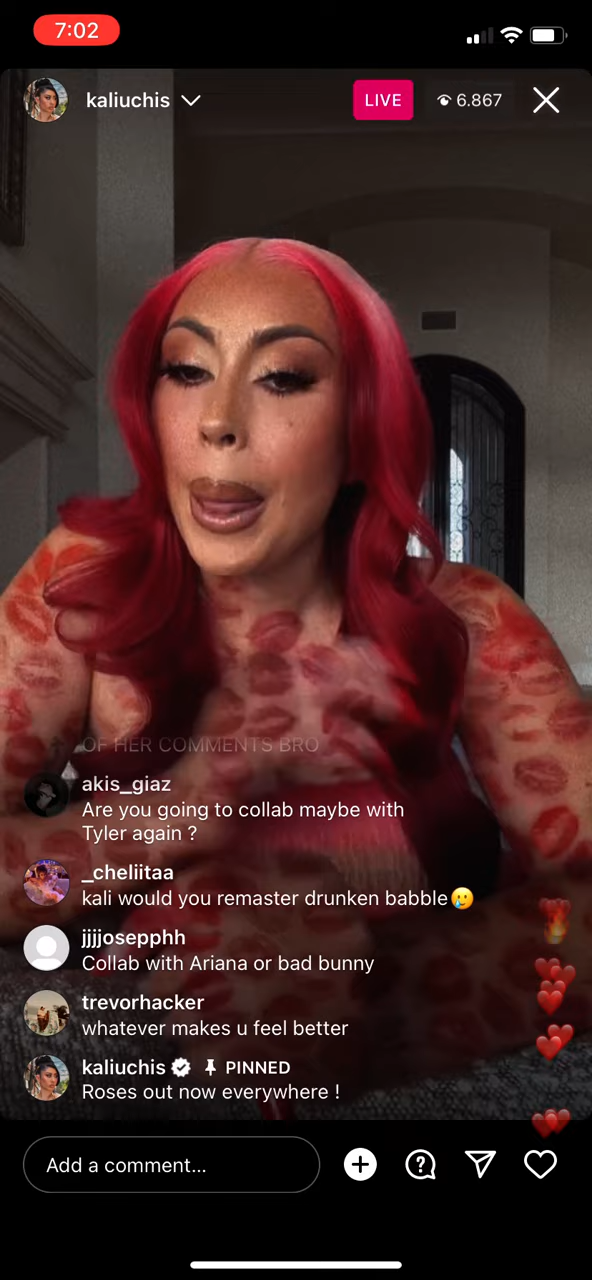 7:02
kaliuchis
LIVE
6.867
OF HER COMMENTS BRO
akis_giaz
Are you going to collab maybe with
Tyler again ?
_cheliitaa
kali would you remaster drunken babble🥲
jjjjosepphh
Collab with Ariana or bad bunny
trevorhacker
whatever makes u feel better
kaliuchis PINNED
Roses out now everywhere !
Add a comment...